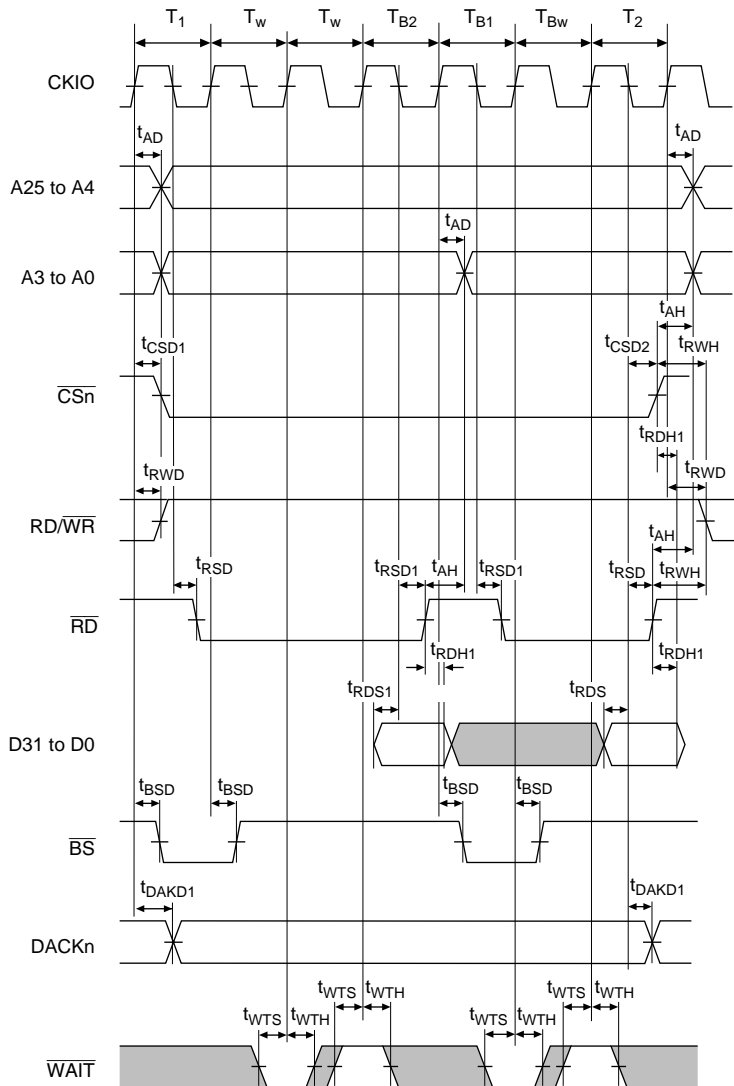 T1 Tw Tw TB2 TB1 TBw T2
CKIO
tAD tAD
A25 to A4
tAD
A3 to A0
tAH
tCSD1 tCSD2 tRWH
CSn
tRDH1
tRWD tRWD
RD/WR
tAH
tRSD tRSD1 tAH tRSD1 tRSD tRWH
RD
tRDH1 tRDH1
tRDS1 tRDS
D31 to D0
tBSD tBSD tBSD tBSD
BS
tDAKD1 tDAKD1
DACKn
tWTS tWTH tWTS tWTH
tWTS tWTH tWTS tWTH
WAIT